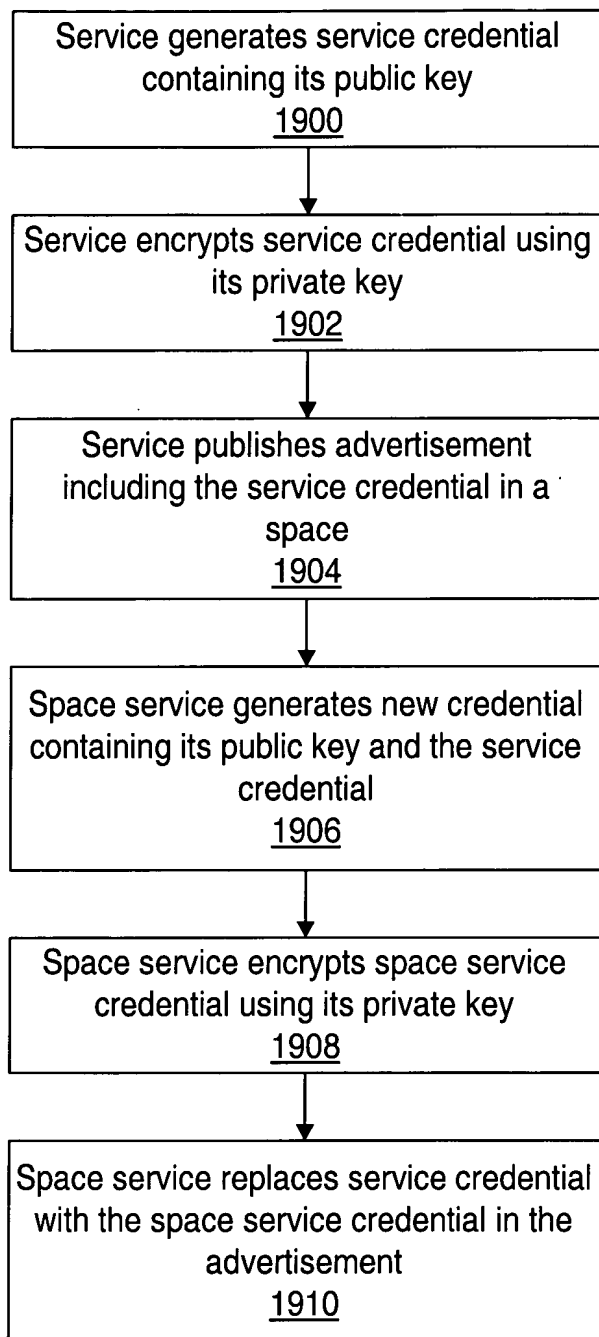 Service generates service credential
containing its public key
1900
Service encrypts service credential using
its private key
1902
Service publishes advertisement
including the service credential in a
space
1904
Space service generates new credential
containing its public key and the service
credential
1906
Space service encrypts space service
credential using its private key
1908
Space service replaces service credential
with the space service credential in the
advertisement
1910